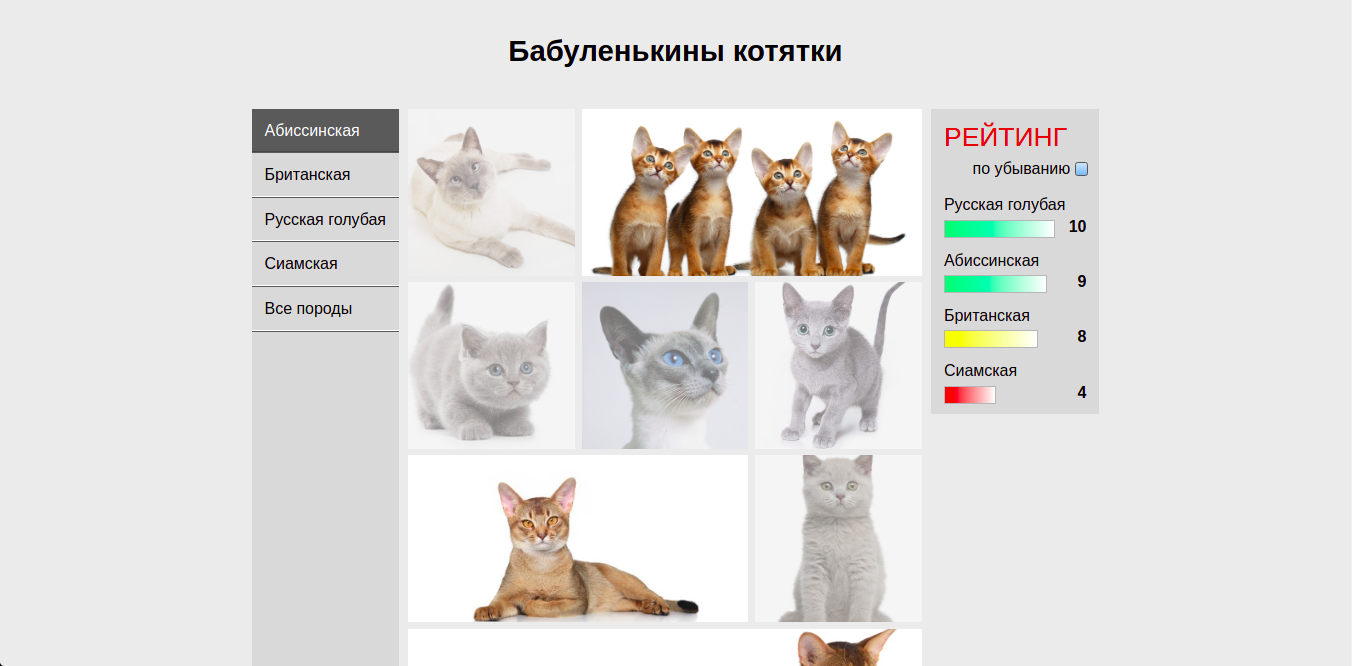 Бабуленькины котятки
Абиссинская
Британская
Русская голубая
Сиамская
Все породы
РЕЙТИНГ
по убыванию
Русская голубая
10
Абиссинская
9
Британская
8
Сиамская
4